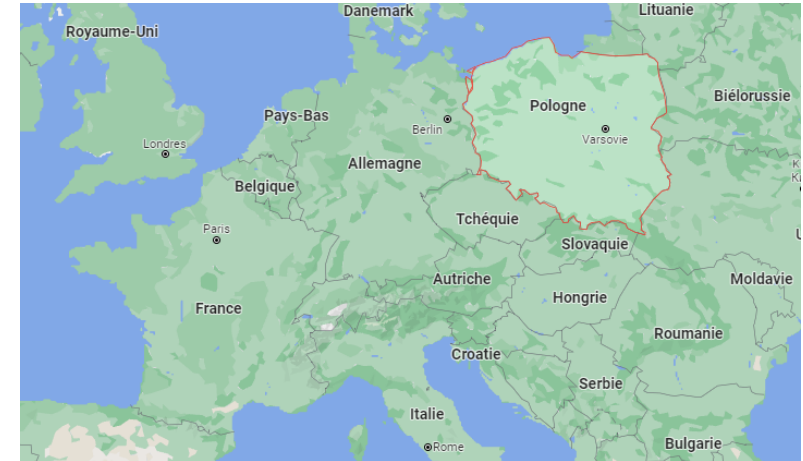 Danemark
Lituanie
Royaume-Uni
Biélorussie
Pologne
Pays-Bas
Berlin
Varsovie
Londres
Allemagne
Belgique
Tchéquie
Paris
Slovaquie
Autriche
Moldavie
Hongrie
France
Roumanie
Croatie
Serbie
Italie
Rome
Bulgarie